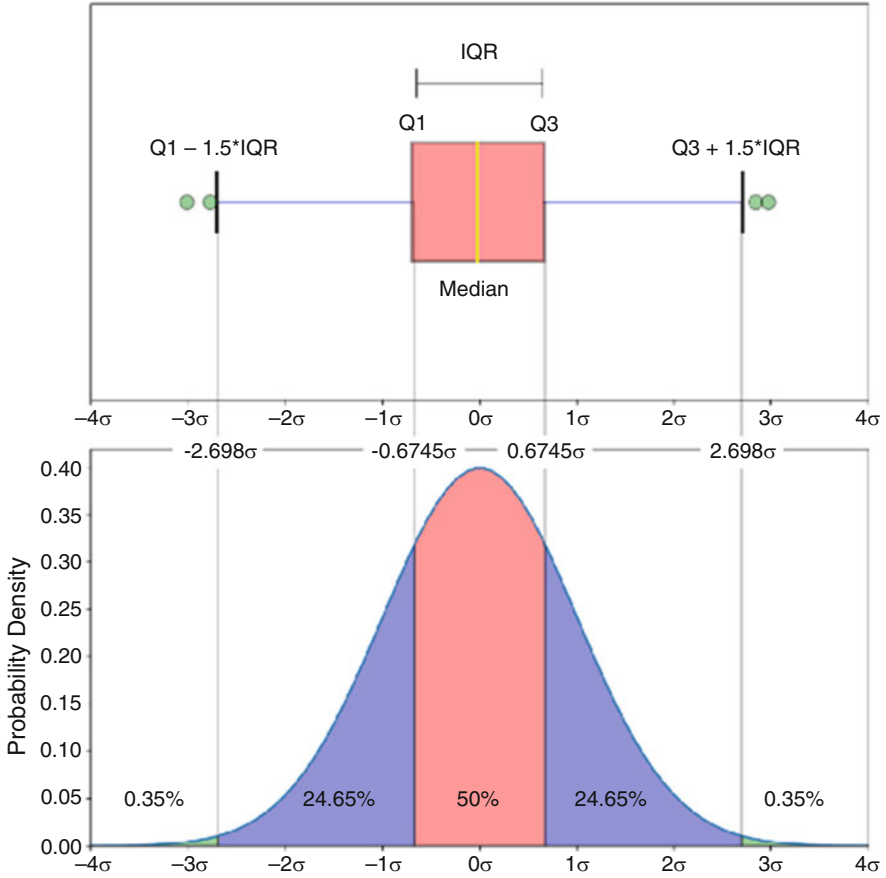 IQR
Q1 Q3
Q1 – 1.5*IQR Q3 + 1.5*IQR
Median
–4σ –3σ –2σ –1σ 0σ 1σ 2σ 3σ 4σ
-2.698σ -0.6745σ 0.6745σ 2.698σ
0.40
0.35
0.30
0.25
0.20
0.15
0.10
0.05
0.00
Probability Density
0.35% 24.65% 50% 24.65% 0.35%
–4σ –3σ –2σ –1σ 0σ 1σ 2σ 3σ 4σ